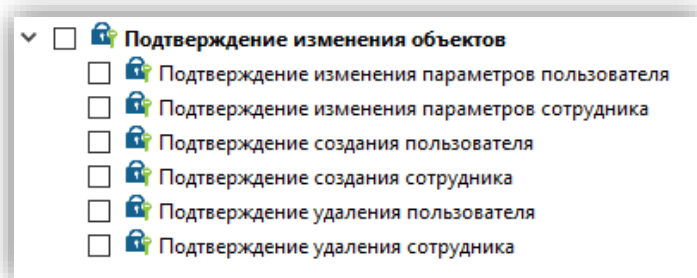 Подтверждение изменения объектов
Подтверждение изменения параметров пользователя
Подтверждение изменения параметров сотрудника
Подтверждение создания пользователя
Подтверждение создания сотрудника
Подтверждение удаления пользователя
Подтверждение удаления сотрудника